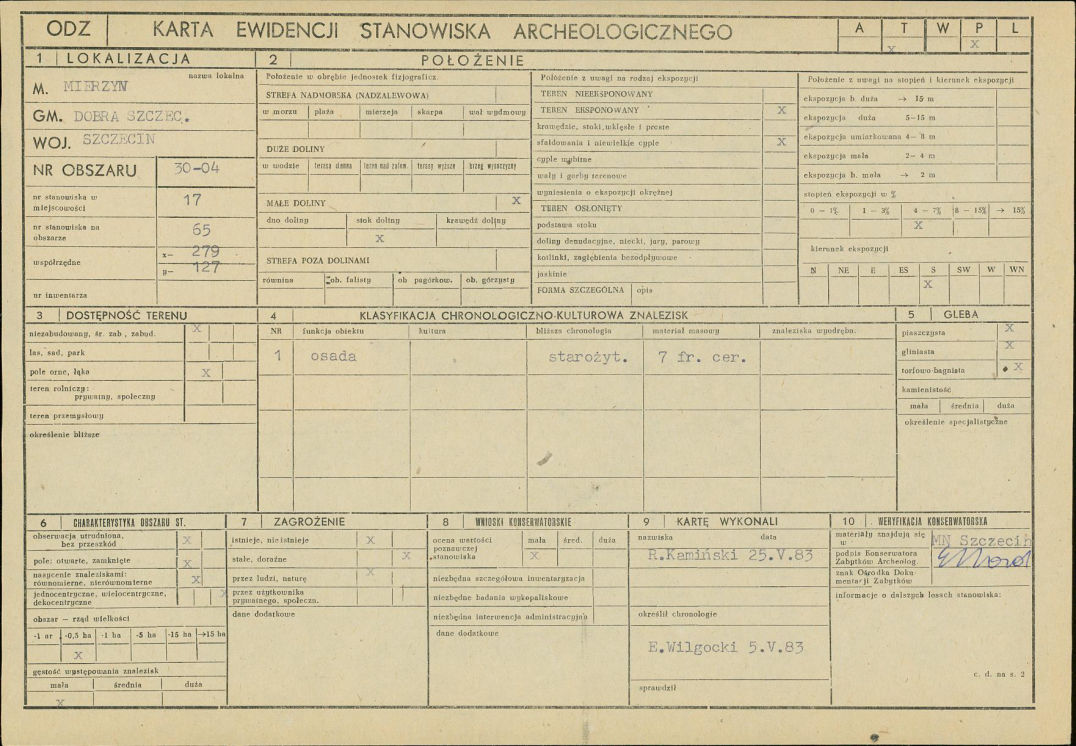 ODZ KARTA EWIDENCJI STANOWISKA ARCHEOLOGICZNEGO
A T W P L
x x
1 LOKALIZACJA
nazwa lokalna
M. MIERZYN
GM. DOBRA SZCZEC.
WOJ. SZCZECIN
NR OBSZARU 30-04
nr stanowiska w miejscowości 17
nr stanowiska na obszarze 65
współrzędne x- 279
y- 127
nr inwentarza
2 POŁOŻENIE
Położenie w obrębie jednostek fizjograficz.
STREFA NADMORSKA (NADZALEWOWA)
w morzu plaża mierzeja skarpa wał wydmowy
DUŻE DOLINY
w wodzie terasa denna teren nad zalew. terasy wyższe brzeg wysoczyzny
MAŁE DOLINY x
dno doliny stok doliny krawędź doliny
x
STREFA POZA DOLINAMI
równina ob. falisty ob pagórkow. ob. górzysty
Położenie z uwagi na rodzaj ekspozycji
TEREN NIEEKSPONOWANY
TEREN EKSPONOWANY x
krawędzie, stoki, wklęsłe i proste
sfałdowania i niewielkie cyple x
cyple wybitne
wały i garby terenowe
wyniesienia o ekspozycji okrężnej
TEREN OSŁONIĘTY
podstawa stoku
doliny denudacyjne, niecki, jary, parowy
kotlinki, zagłębienia bezodpływowe
jaskinie
FORMA SZCZEGÓLNA opis
Położenie z uwagi na stopień i kierunek ekspozycji
ekspozycja b. duża → 15 m
ekspozycja duża 5-15 m
ekspozycja umiarkowana 4- 8 m
ekspozycja mała 2- 4 m
ekspozycja b. mała → 2 m
stopień ekspozycji w %
0 - 1% 1 - 3% 4 - 7% 8 - 15% → 15%
x
kierunek ekspozycji
N NE E ES S SW W WN
x
3 DOSTĘPNOŚĆ TERENU
niezabudowany, śr. zab., zabud. x
las, sad, park
pole orne, łąka x
teren rolniczy:
prywatny, społeczny
teren przemysłowy
określenie bliższe
4 KLASYFIKACJA CHRONOLOGICZNO-KULTUROWA ZNALEZISK
NR funkcja obiektu kultura bliższa chronologia materiał masowy znaleziska wyodrębn.
1 osada starożyt. 7 fr. cer.
5 GLEBA
piaszczysta x
gliniasta x
torfowo-bagnista x
kamienistość
mała średnia duża
określenie specjalistyczne
6 CHARAKTERYSTYKA OBSZARU ST.
obserwacja utrudniona,
bez przeszkód x
pole: otwarte, zamknięte x
nasycenie znaleziskami:
równomierne, nierównomierne x
jednocentryczne, wielocentryczne,
dekocentryczne x
obszar - rząd wielkości
-1 ar -0,5 ha -1 ha -5 ha -15 ha →15 ha
x
gęstość występowania znalezisk
mała średnia duża
x
7 ZAGROŻENIE
istnieje, nie istnieje x
stałe, doraźne x
przez ludzi, naturę x
przez użytkownika
prywatnego, społeczn.
dane dodatkowe
8 WNIOSKI KONSERWATORSKIE
ocena wartości poznawczej stanowiska
mała śred. duża
x
niezbędna szczegółowa inwentaryzacja
niezbędne badania wykopaliskowe
niezbędna interwencja administracyjna
dane dodatkowe
9 KARTĘ WYKONALI
nazwiska data
R.Kamiński 25.V.83
określił chronologie
E.Wilgocki 5.V.83
sprawdził
10 WERYFIKACJA KONSERWATORSKA
materiały znajdują się w MN Szczecin
podpis Konserwatora
Zabytków Archeolog.
znak Ośrodka Doku-
mentacji Zabytków
informacje o dalszych losach stanowiska:
c. d. na s. 2